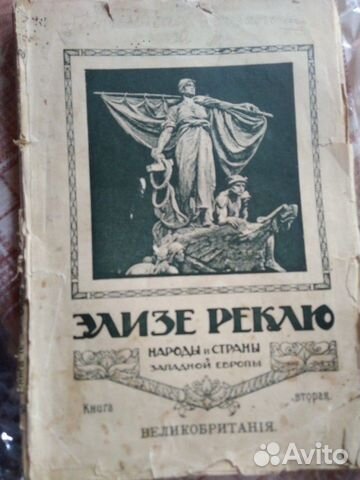 ЭЛИЗЕ РЕКЛЮ
НАРОДЫ и СТРАНЫ
ЗАПАДНОЙ ЕВРОПЫ
Книга вторая.
ВЕЛИКОБРИТАНІЯ.
Avito